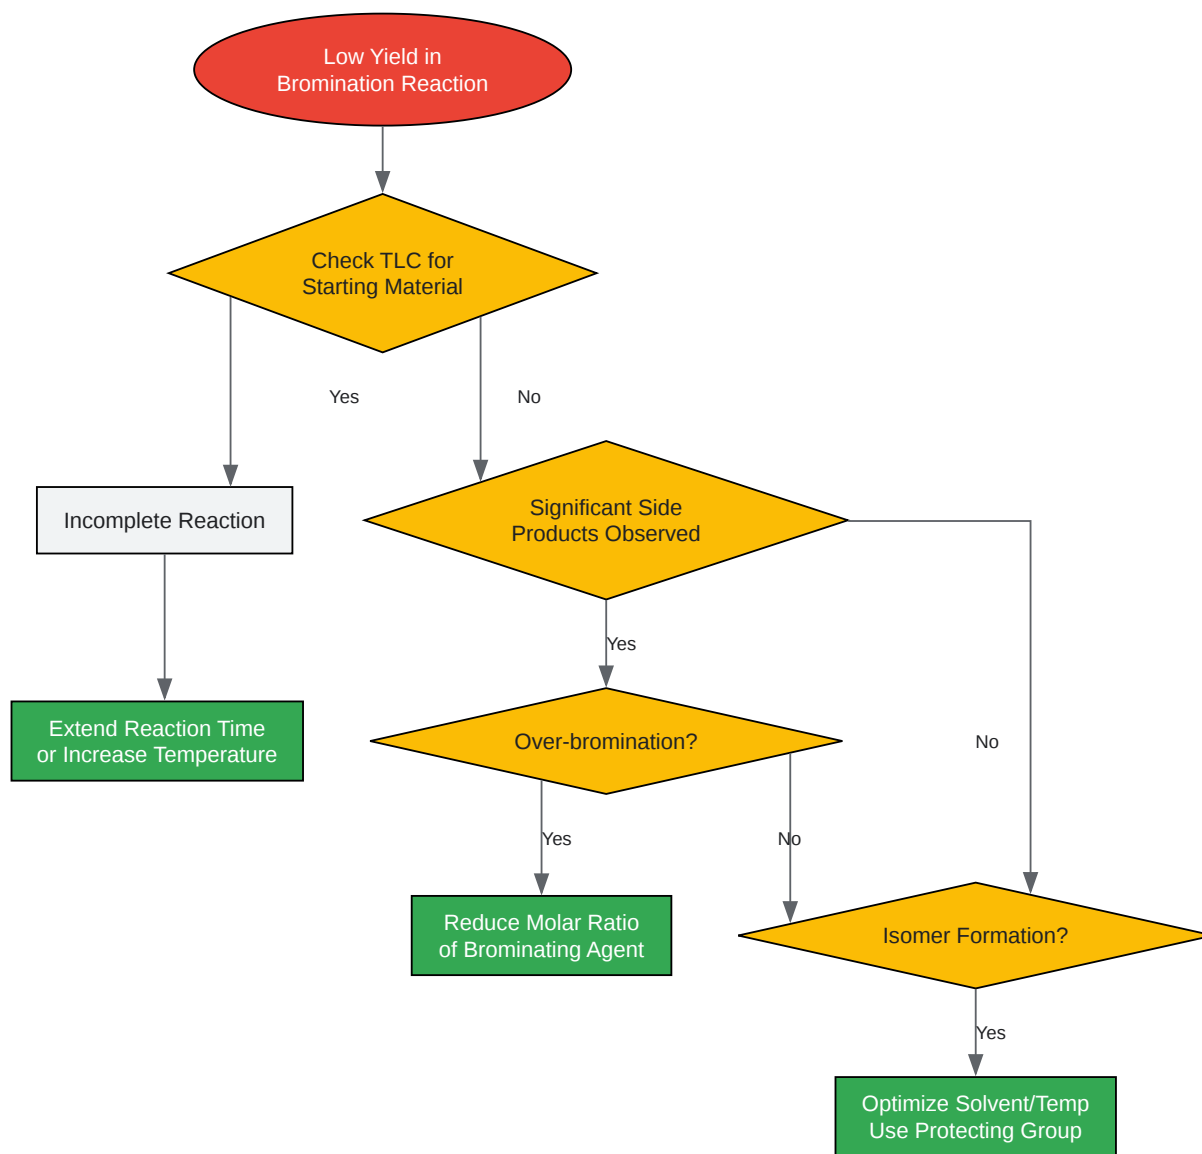 Low Yield in
Bromination Reaction
Check TLC for
Starting Material
Yes
No
Incomplete Reaction
Significant Side
Products Observed
Yes
Extend Reaction Time
or Increase Temperature
Over-bromination?
No
Yes
No
Reduce Molar Ratio
of Brominating Agent
Isomer Formation?
Yes
Optimize Solvent/Temp
Use Protecting Group